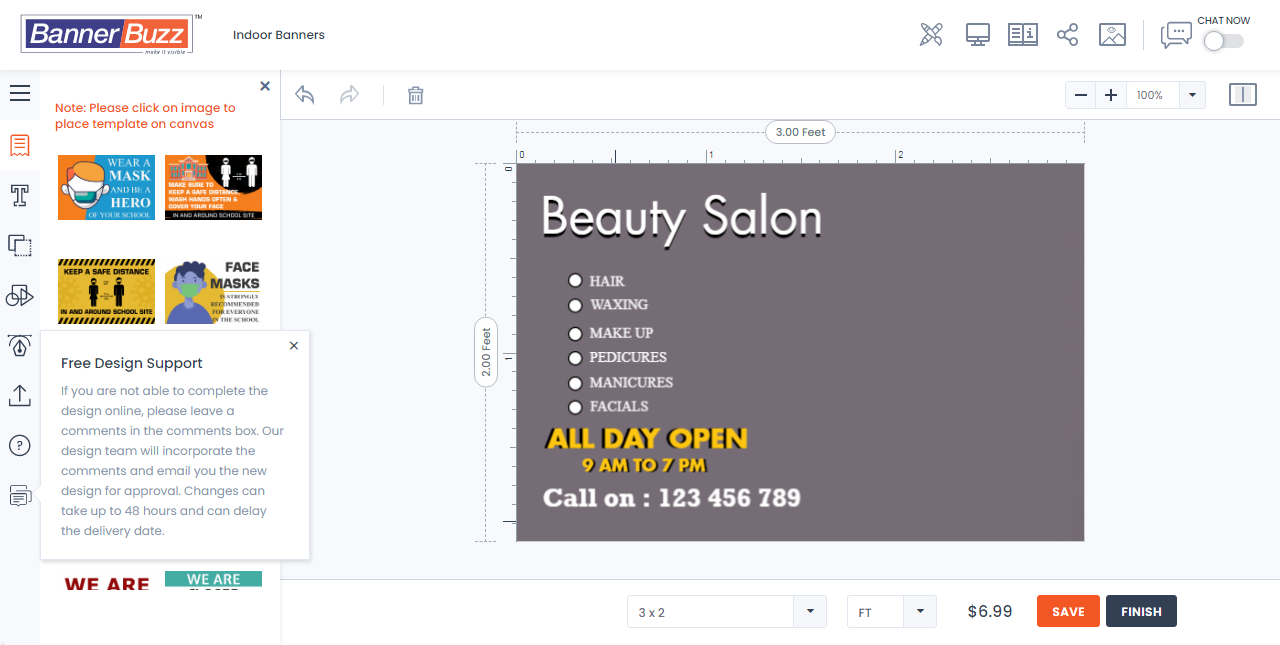 BannerBuzz
TM
make it visible
Indoor Banners
CHAT NOW
Note: Please click on image to
place template on canvas
WEAR A
MASK
AND BE A
HERO
OF YOUR SCHOOL
MAKE SURE TO
KEEP A SAFE DISTANCE,
WASH HANDS OFTEN &
COVER YOUR FACE
IN AND AROUND SCHOOL SITE
KEEP A SAFE DISTANCE
IN AND AROUND SCHOOL SITE
FACE
MASKS
IS STRONGLY
RECOMMENDED
FOR EVERYONE
IN THE SCHOOL
Free Design Support
If you are not able to complete the
design online, please leave a
comments in the comments box. Our
design team will incorporate the
comments and email you the new
design for approval. Changes can
take up to 48 hours and can delay
the delivery date.
WE ARE
WE ARE
100%
3.00 Feet
0
1
2
0
1
2.00 Feet
Beauty Salon
HAIR
WAXING
MAKE UP
PEDICURES
MANICURES
FACIALS
ALL DAY OPEN
9 AM TO 7 PM
Call on : 123 456 789
3 x 2
FT
$6.99
SAVE
FINISH